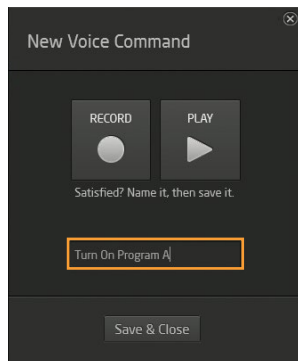 New Voice Command
RECORD PLAY
Satisfied? Name it, then save it.
Turn On Program A
Save & Close